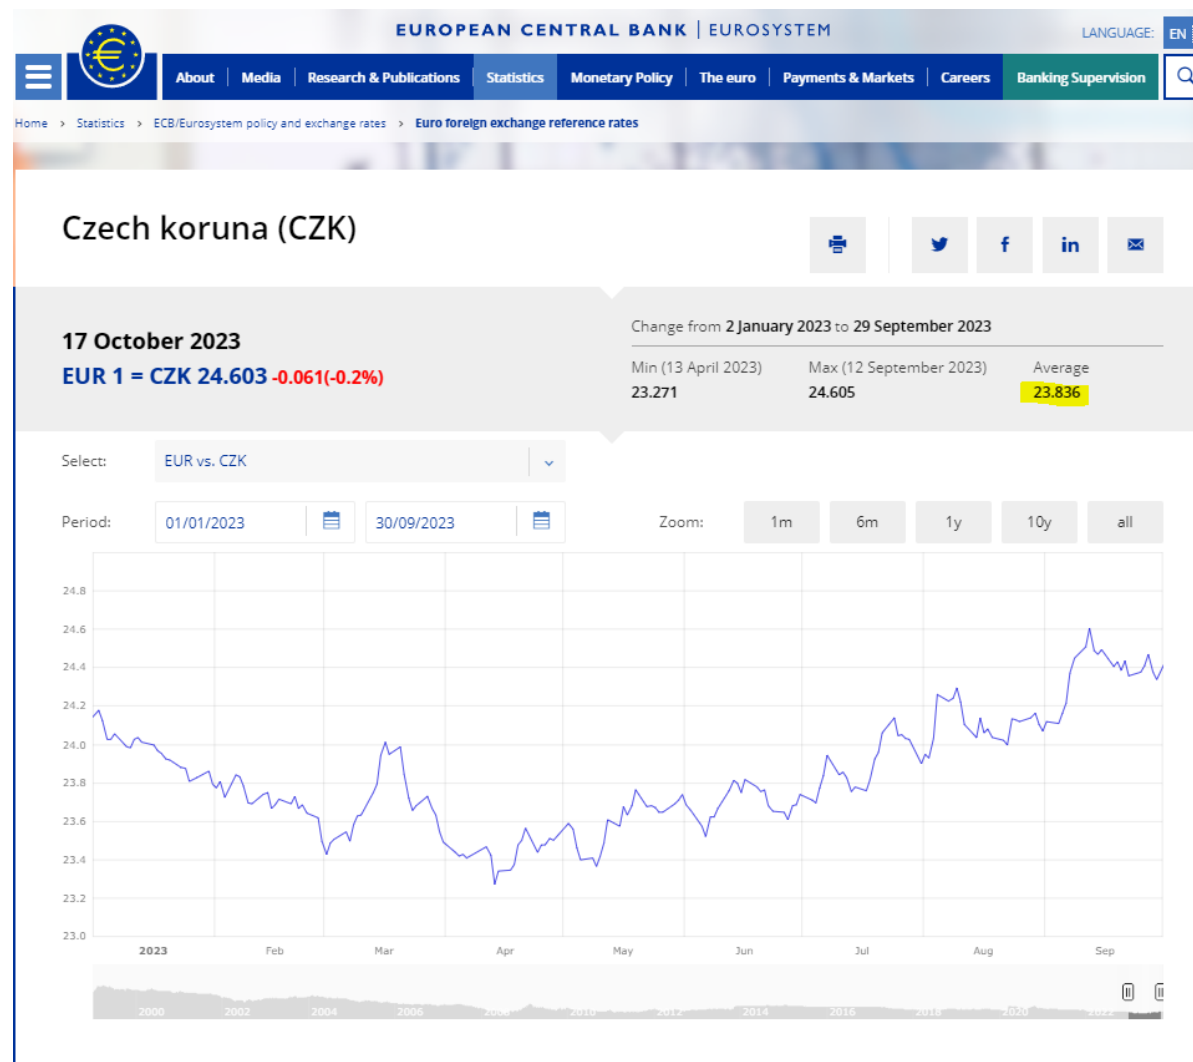 EUROPEAN CENTRAL BANK | EUROSYSTEM
LANGUAGE: EN
About Media Research & Publications Statistics Monetary Policy The euro Payments & Markets Careers Banking Supervision
Home > Statistics > ECB/Eurosystem policy and exchange rates > Euro foreign exchange reference rates
Czech koruna (CZK)
17 October 2023
EUR 1 = CZK 24.603 -0.061(-0.2%)
Change from 2 January 2023 to 29 September 2023
Min (13 April 2023) Max (12 September 2023) Average
23.271 24.605 23.836
Select: EUR vs. CZK
Period: 01/01/2023 30/09/2023 Zoom: 1m 6m 1y 10y all
24.8
24.6
24.4
24.2
24.0
23.8
23.6
23.4
23.2
23.0
2023 Feb Mar Apr May Jun Jul Aug Sep
2000 2002 2004 2006 2008 2010 2012 2014 2016 2018 2020 2022